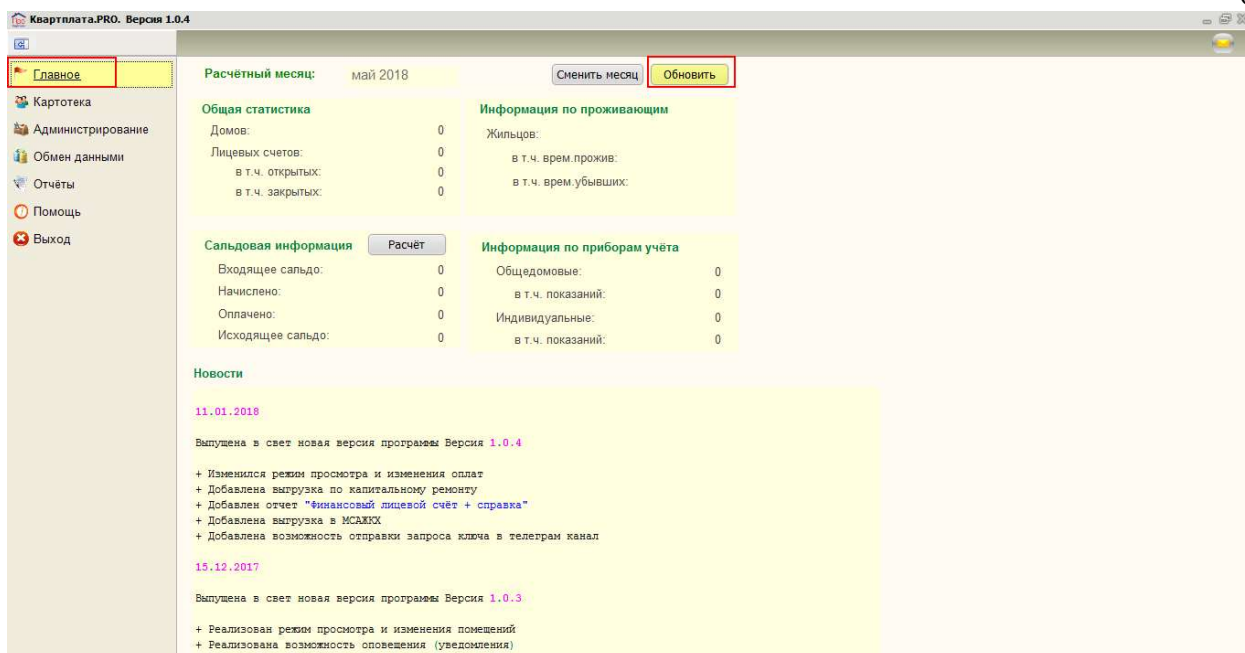 Квартплата.PRO. Версия 1.0.4
Главное
Картотека
Администрирование
Обмен данными
Отчёты
Помощь
Выход
Расчётный месяц: май 2018 Сменить месяц Обновить
Общая статистика
Домов: 0
Лицевых счетов: 0
в т.ч. открытых: 0
в т.ч. закрытых: 0
Информация по проживающим
Жильцов:
в т.ч. врем.прожив:
в т.ч. врем.убывших:
Сальдовая информация Расчёт
Входящее сальдо: 0
Начислено: 0
Оплачено: 0
Исходящее сальдо: 0
Информация по приборам учёта
Общедомовые: 0
в т.ч. показаний: 0
Индивидуальные: 0
в т.ч. показаний: 0
Новости
11.01.2018
Выпущена в свет новая версия программы Версия 1.0.4
+ Изменился режим просмотра и изменения оплат
+ Добавлена выгрузка по капитальному ремонту
+ Добавлен отчет "Финансовый лицевой счёт + справка"
+ Добавлена выгрузка в МСАЖКХ
+ Добавлена возможность отправки запроса ключа в телеграм канал
15.12.2017
Выпущена в свет новая версия программы Версия 1.0.3
+ Реализован режим просмотра и изменения помещений
+ Реализована возможность оповещения (уведомления)